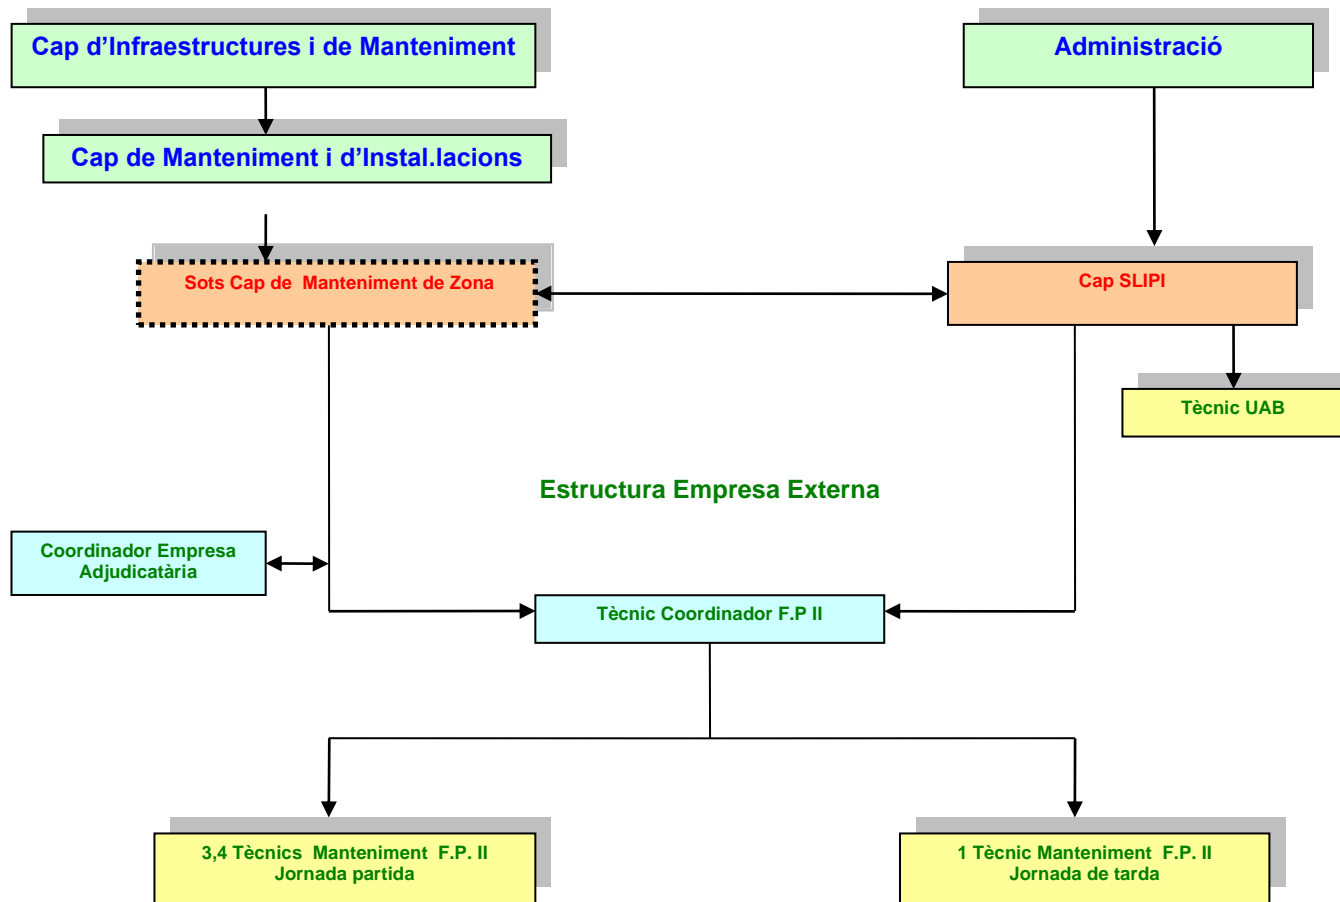 Cap d’Infraestructures i de Manteniment
Administració
Cap de Manteniment i d’Instal.lacions
Sots Cap de Manteniment de Zona
Cap SLIPI
Tècnic UAB
Estructura Empresa Externa
Coordinador Empresa
Adjudicatària
Tècnic Coordinador F.P II
3,4 Tècnics Manteniment F.P. II
Jornada partida
1 Tècnic Manteniment F.P. II
Jornada de tarda